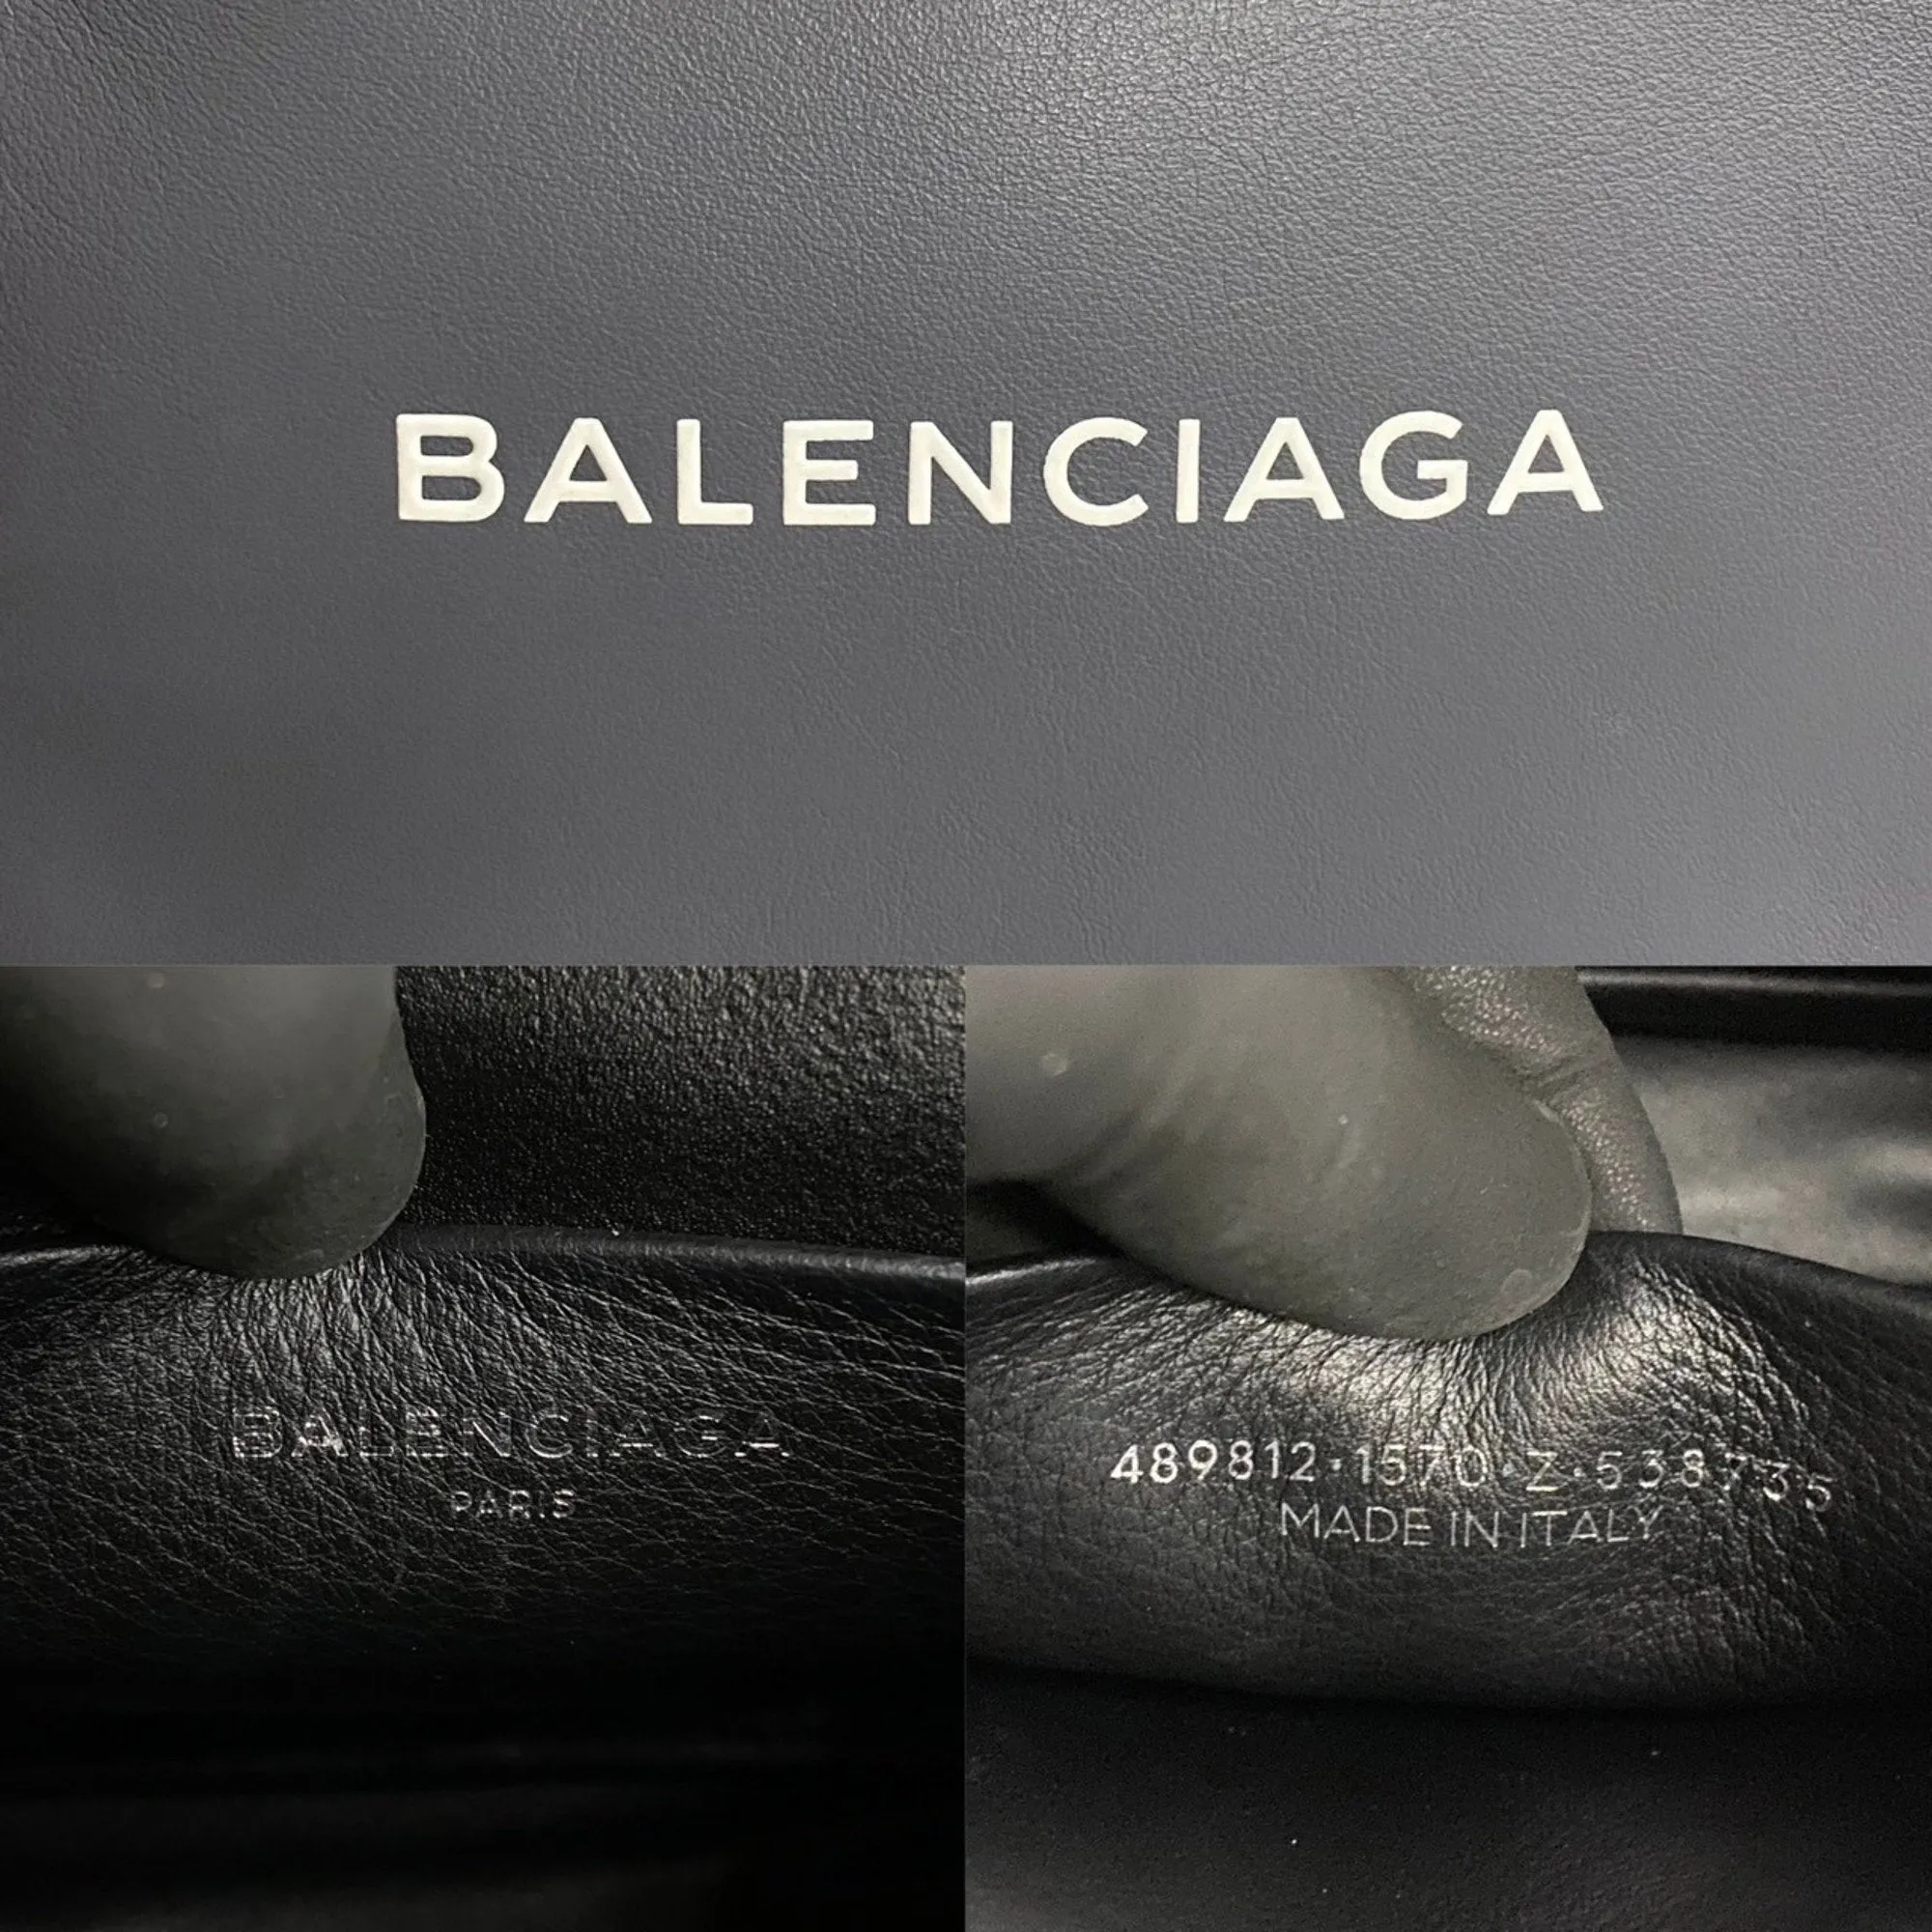 BALENCIAGA
BALENCIAGA
PARIS
489812·1570·Z·538735
MADE IN ITALY